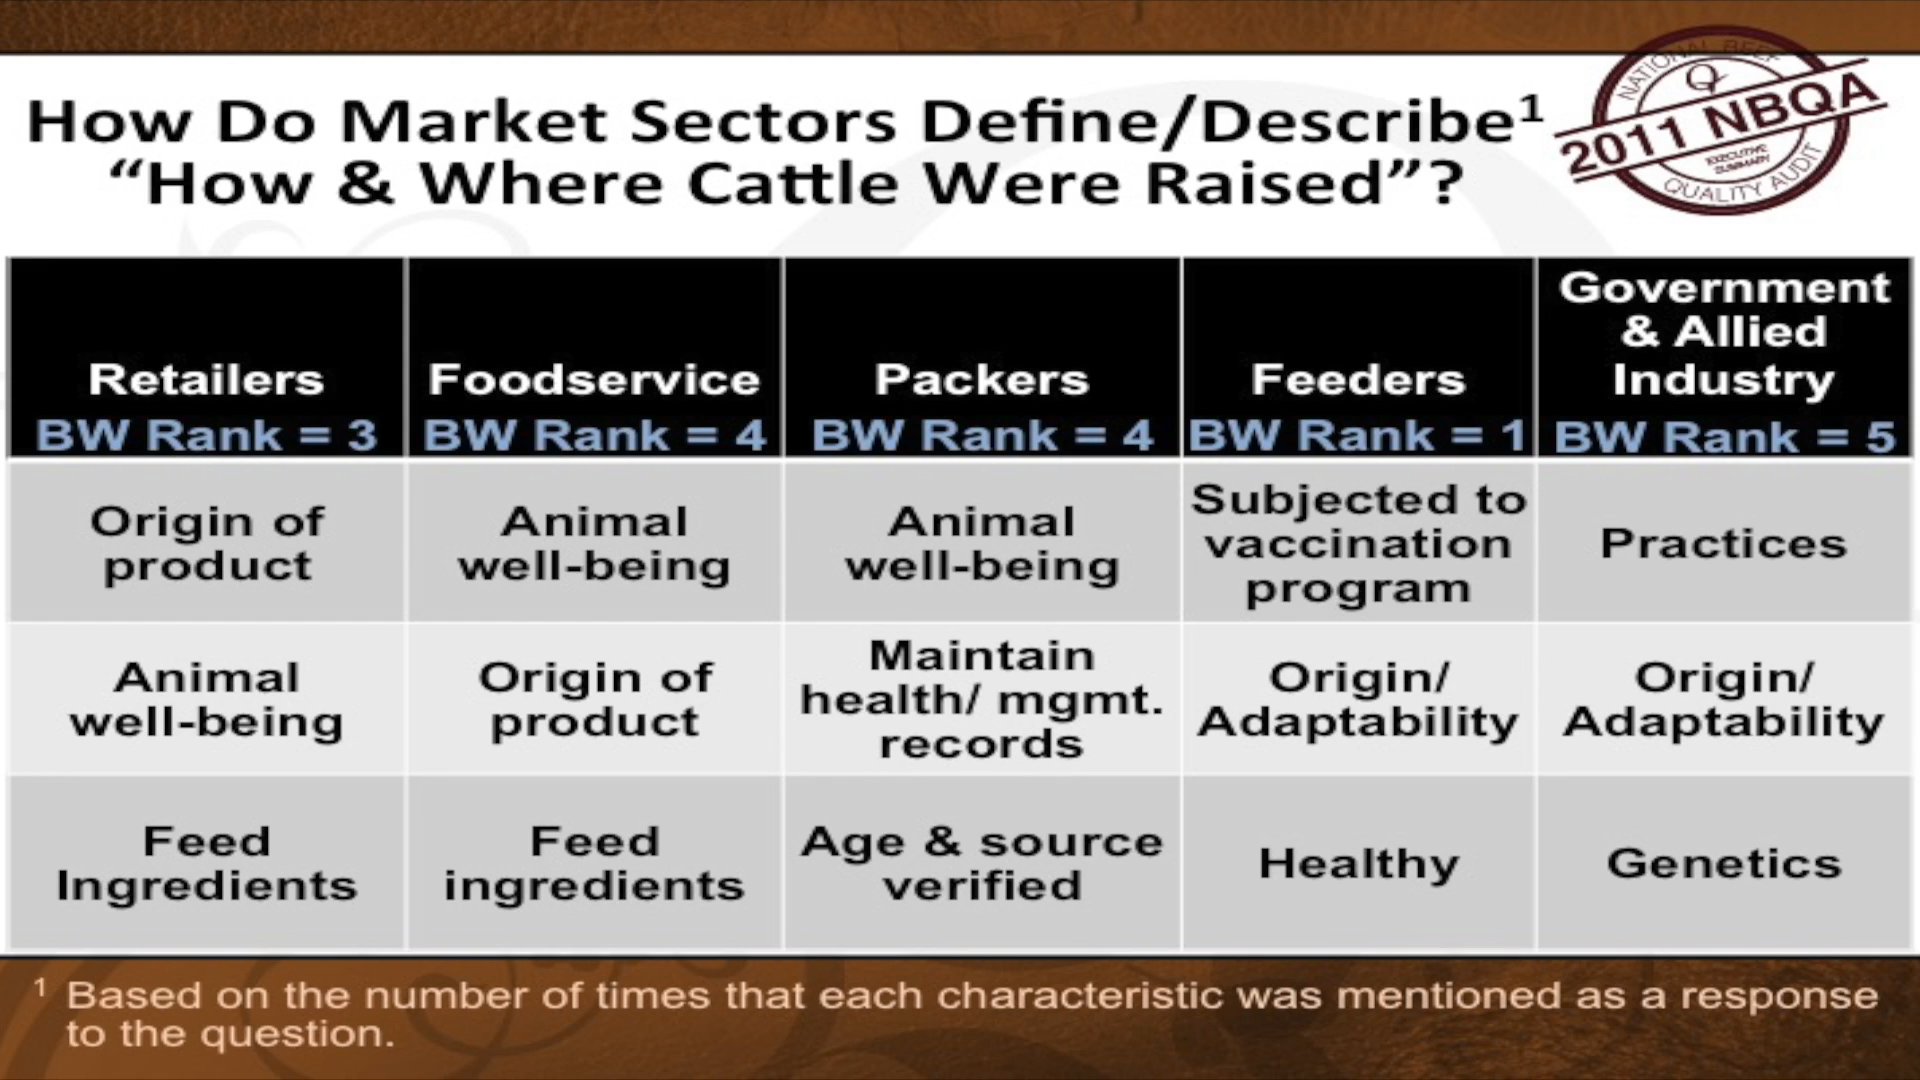 How Do Market Sectors Define/Describe¹
“How & Where Cattle Were Raised”?
NATIONAL BEEF
Q
2011 NBQA
EXECUTIVE
SUMMARY
QUALITY AUDIT
Retailers
BW Rank = 3
Foodservice
BW Rank = 4
Packers
BW Rank = 4
Feeders
BW Rank = 1
Government
& Allied
Industry
BW Rank = 5
Origin of
product
Animal
well-being
Animal
well-being
Subjected to
vaccination
program
Practices
Animal
well-being
Origin of
product
Maintain
health/ mgmt.
records
Origin/
Adaptability
Origin/
Adaptability
Feed
Ingredients
Feed
ingredients
Age & source
verified
Healthy
Genetics
¹ Based on the number of times that each characteristic was mentioned as a response
to the question.